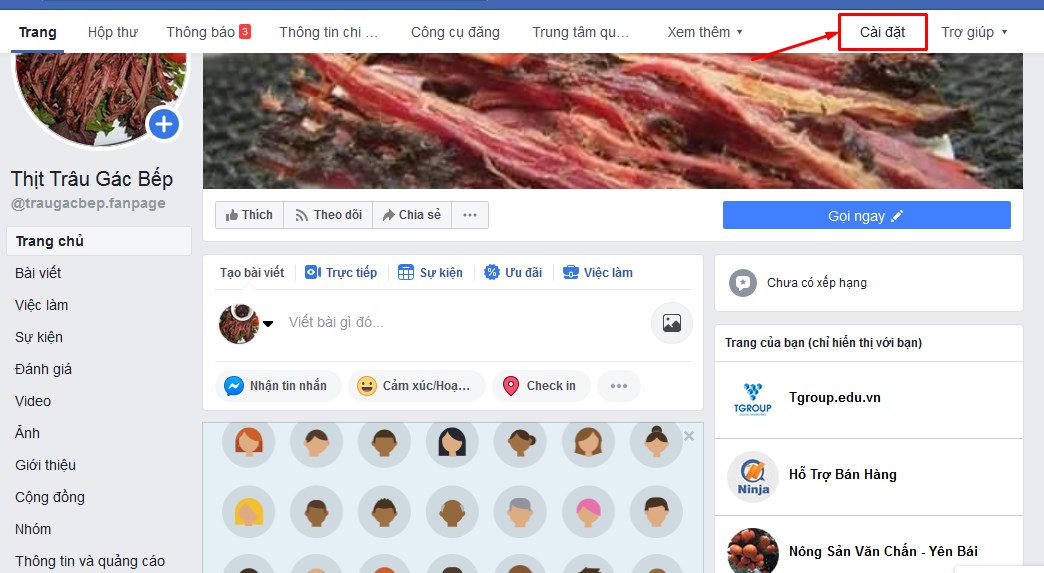 Trang Hộp thư Thông báo 3 Thông tin chi ... Công cụ đăng Trung tâm qu... Xem thêm Cài đặt Trợ giúp
Thịt Trâu Gác Bếp
@traugacbep.fanpage
Trang chủ
Bài viết
Việc làm
Sự kiện
Đánh giá
Video
Ảnh
Giới thiệu
Cộng đồng
Nhóm
Thông tin và quảng cáo
Thích Theo dõi Chia sẻ ...
Gọi ngay
Tạo bài viết Trực tiếp Sự kiện Ưu đãi Việc làm
Viết bài gì đó...
Nhận tin nhắn Cảm xúc/Hoạ... Check in ...
Chưa có xếp hạng
Trang của bạn (chỉ hiển thị với bạn)
TGROUP
Tgroup.edu.vn
Ninja
Hỗ Trợ Bán Hàng
Nông Sản Văn Chấn - Yên Bái